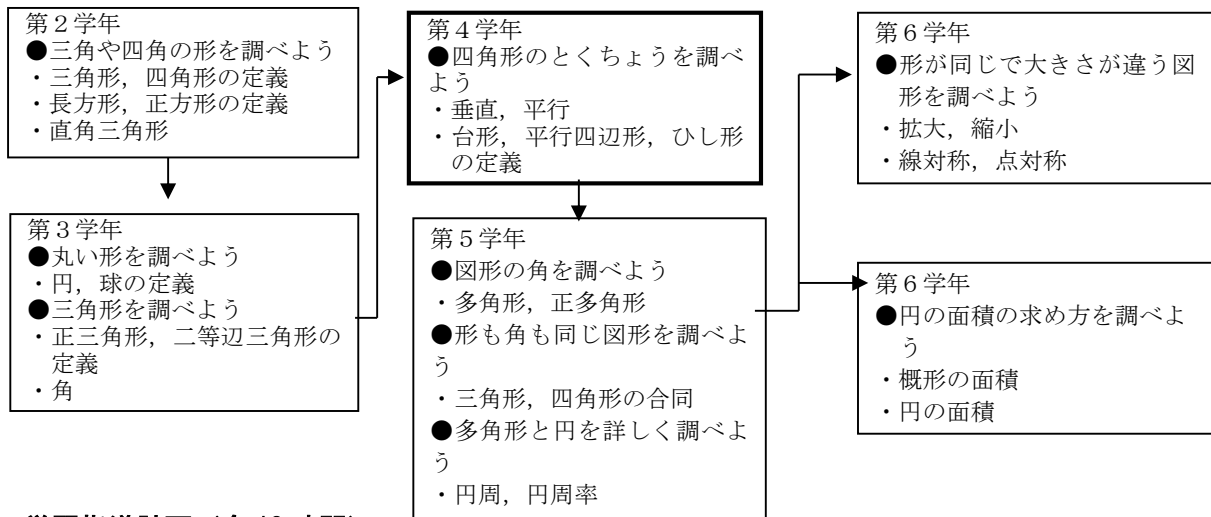 第２学年
●三角や四角の形を調べよう
・三角形，四角形の定義
・長方形，正方形の定義
・直角三角形
第３学年
●丸い形を調べよう
・円，球の定義
●三角形を調べよう
・正三角形，二等辺三角形の
定義
・角
第４学年
●四角形のとくちょうを調べ
よう
・垂直，平行
・台形，平行四辺形，ひし形
の定義
第５学年
●図形の角を調べよう
・多角形，正多角形
●形も角も同じ図形を調べよ
う
・三角形，四角形の合同
●多角形と円を詳しく調べよ
う
・円周，円周率
第６学年
●形が同じで大きさが違う図
形を調べよう
・拡大，縮小
・線対称，点対称
第６学年
●円の面積の求め方を調べよ
う
・概形の面積
・円の面積